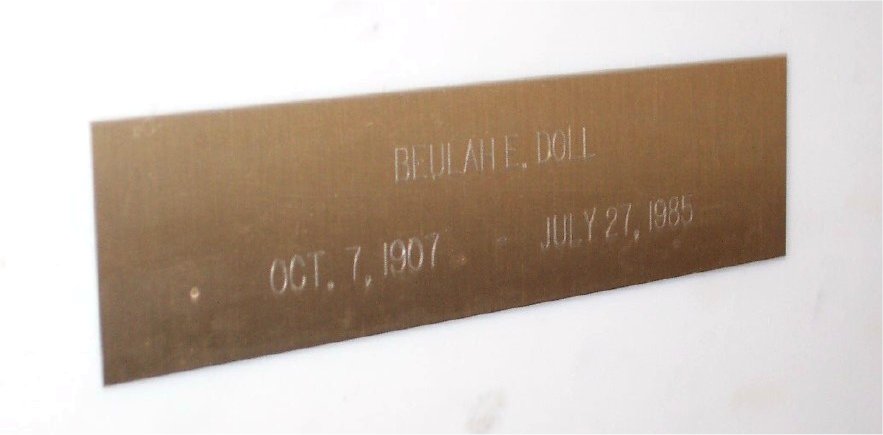 BEULAH E. DOLL
OCT. 7, 1907 - JULY 27, 1985